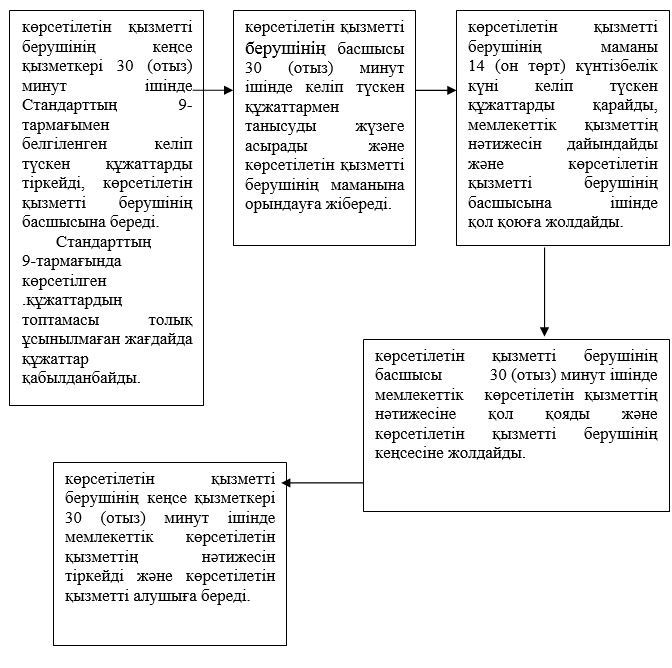 көрсетілетін қызметті
берушінің кеңсе
қызметкері 30 (отыз)
минут ішінде
Стандарттың 9-
тармағымен
белгіленген келіп
түскен құжаттарды
тіркейді, көрсетілетін
қызметті берушінің
басшысына береді.
Стандарттың
9-тармағында
көрсетілген
.құжаттардың
топтамасы толық
ұсынылмаған жағдайда
құжаттар
қабылданбайды.
көрсетілетін қызметті
берушінің басшысы
30 (отыз) минут
ішінде келіп түскен
құжаттармен
танысуды жүзеге
асырады және
көрсетілетін қызметті
берушінің маманына
орындауға жібереді.
көрсетілетін қызметті
берушінің маманы
14 (он төрт) күнтізбелік
күні келіп түскен
құжаттарды қарайды,
мемлекеттік қызметтің
нәтижесін дайындайды
және көрсетілетін
қызметті берушінің
басшысына ішінде
қол қоюға жолдайды.
көрсетілетін қызметті берушінің
басшысы 30 (отыз) минут ішінде
мемлекеттік көрсетілетін қызметтің
нәтижесіне қол қояды және
көрсетілетін қызметті берушінің
кеңсесіне жолдайды.
көрсетілетін қызметті
берушінің кеңсе қызметкері
30 (отыз) минут ішінде
мемлекеттік көрсетілетін
қызметтің нәтижесін
тіркейді және көрсетілетін
қызметті алушыға береді.